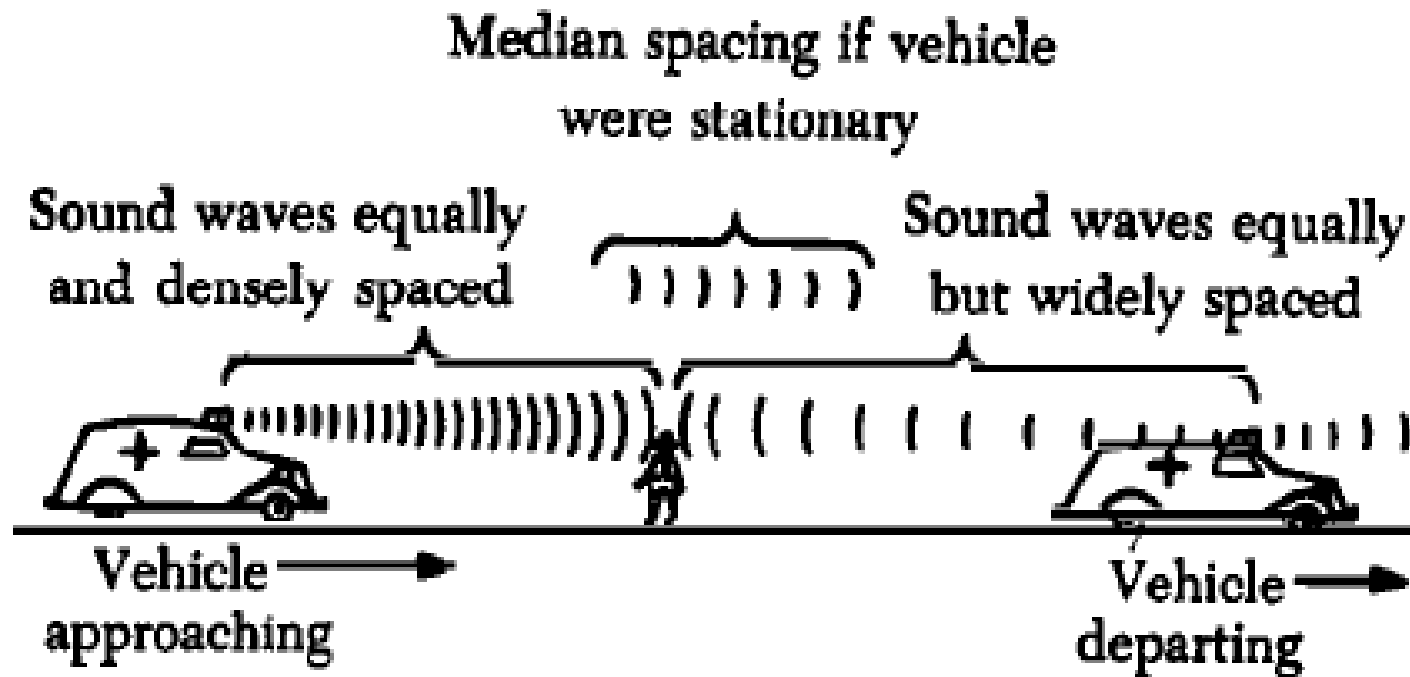 Median spacing if vehicle
were stationary
Sound waves equally
and densely spaced
Sound waves equally
but widely spaced
Vehicle
approaching
Vehicle
departing